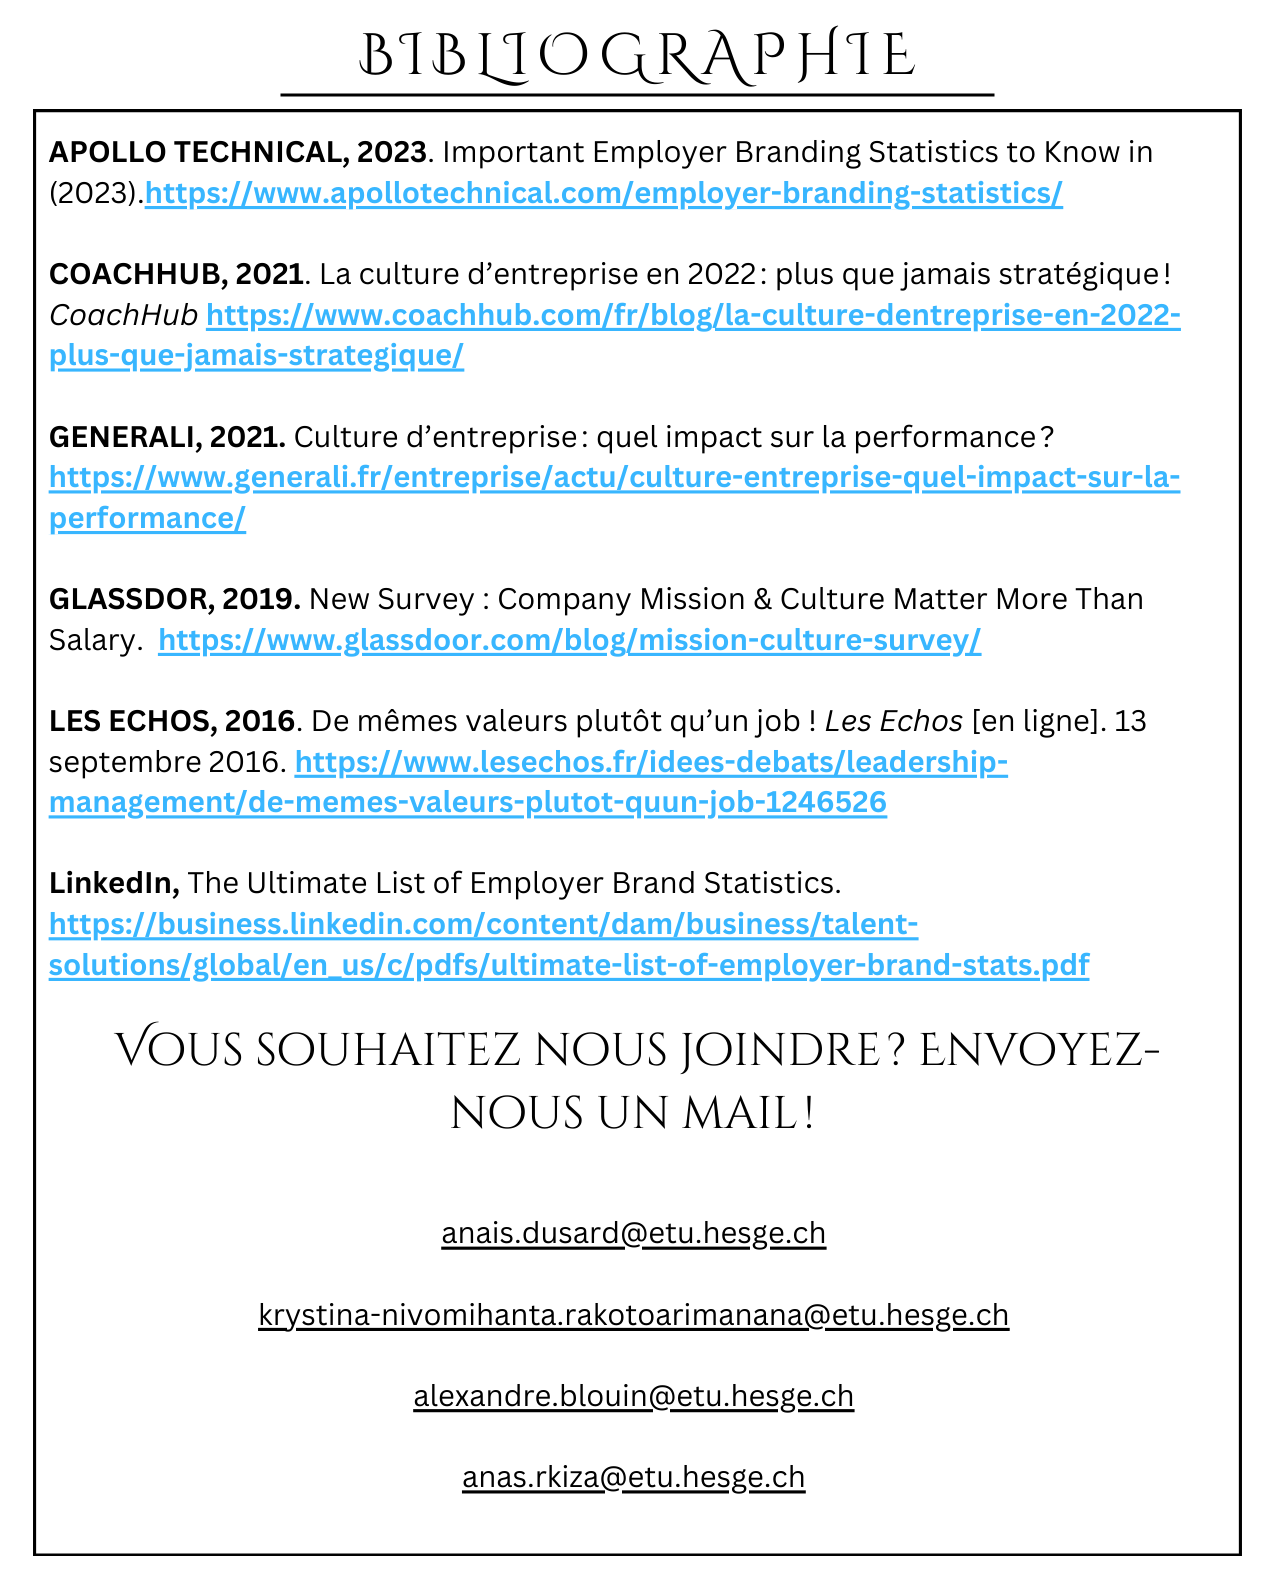 BIBLIOGRAPHIE
APOLLO TECHNICAL, 2023. Important Employer Branding Statistics to Know in
(2023).https://www.apollotechnical.com/employer-branding-statistics/
COACHHUB, 2021. La culture d’entreprise en 2022 : plus que jamais stratégique !
CoachHub https://www.coachhub.com/fr/blog/la-culture-dentreprise-en-2022-
plus-que-jamais-strategique/
GENERALI, 2021. Culture d’entreprise : quel impact sur la performance ?
https://www.generali.fr/entreprise/actu/culture-entreprise-quel-impact-sur-la-
performance/
GLASSDOR, 2019. New Survey : Company Mission & Culture Matter More Than
Salary. https://www.glassdoor.com/blog/mission-culture-survey/
LES ECHOS, 2016. De mêmes valeurs plutôt qu’un job ! Les Echos [en ligne]. 13
septembre 2016. https://www.lesechos.fr/idees-debats/leadership-
management/de-memes-valeurs-plutot-quun-job-1246526
LinkedIn, The Ultimate List of Employer Brand Statistics.
https://business.linkedin.com/content/dam/business/talent-
solutions/global/en_us/c/pdfs/ultimate-list-of-employer-brand-stats.pdf
Vous souhaitez nous joindre ? Envoyez-
nous un mail !
anais.dusard@etu.hesge.ch
krystina-nivomihanta.rakotoarimanana@etu.hesge.ch
alexandre.blouin@etu.hesge.ch
anas.rkiza@etu.hesge.ch